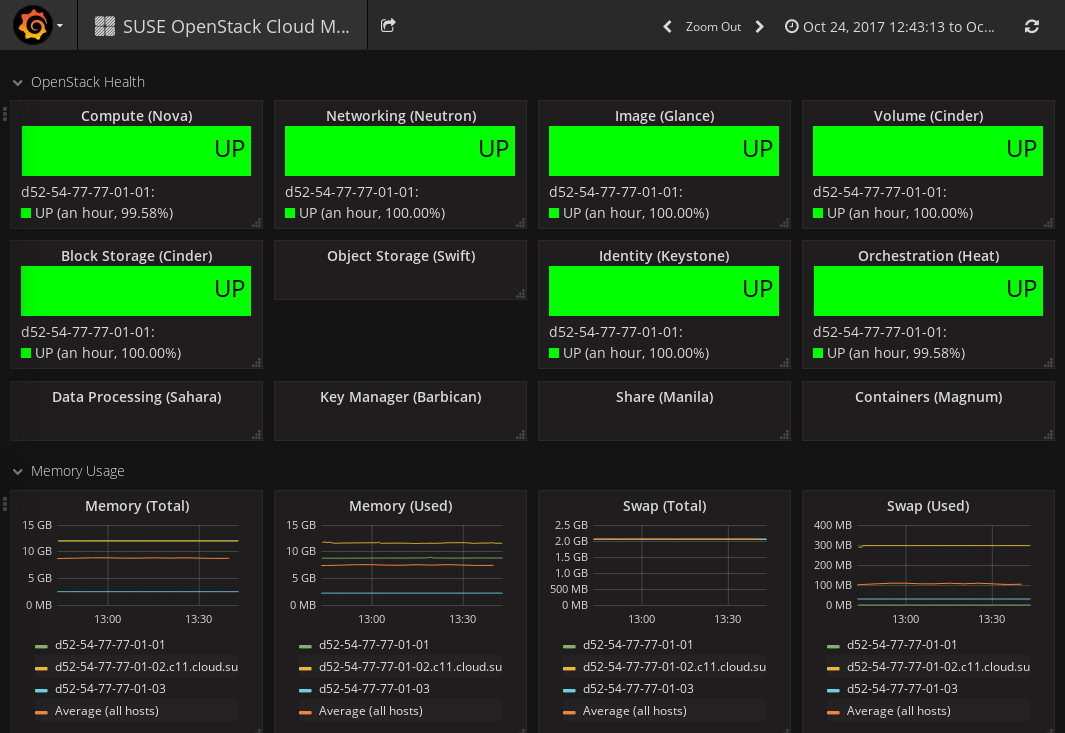 SUSE OpenStack Cloud M...
Zoom Out
Oct 24, 2017 12:43:13 to Oc...
OpenStack Health
Compute (Nova)
UP
d52-54-77-77-01-01:
UP (an hour, 99.58%)
Networking (Neutron)
UP
d52-54-77-77-01-01:
UP (an hour, 100.00%)
Image (Glance)
UP
d52-54-77-77-01-01:
UP (an hour, 100.00%)
Volume (Cinder)
UP
d52-54-77-77-01-01:
UP (an hour, 100.00%)
Block Storage (Cinder)
UP
d52-54-77-77-01-01:
UP (an hour, 100.00%)
Object Storage (Swift)
Identity (Keystone)
UP
d52-54-77-77-01-01:
UP (an hour, 100.00%)
Orchestration (Heat)
UP
d52-54-77-77-01-01:
UP (an hour, 99.58%)
Data Processing (Sahara)
Key Manager (Barbican)
Share (Manila)
Containers (Magnum)
Memory Usage
Memory (Total)
15 GB
10 GB
5 GB
0 MB
13:00 13:30
d52-54-77-77-01-01
d52-54-77-77-01-02.c11.cloud.su
d52-54-77-77-01-03
Average (all hosts)
Memory (Used)
15 GB
10 GB
5 GB
0 MB
13:00 13:30
d52-54-77-77-01-01
d52-54-77-77-01-02.c11.cloud.su
d52-54-77-77-01-03
Average (all hosts)
Swap (Total)
2.5 GB
2.0 GB
1.5 GB
1.0 GB
500 MB
0 MB
13:00 13:30
d52-54-77-77-01-01
d52-54-77-77-01-02.c11.cloud.su
d52-54-77-77-01-03
Average (all hosts)
Swap (Used)
400 MB
300 MB
200 MB
100 MB
0 MB
13:00 13:30
d52-54-77-77-01-01
d52-54-77-77-01-02.c11.cloud.su
d52-54-77-77-01-03
Average (all hosts)